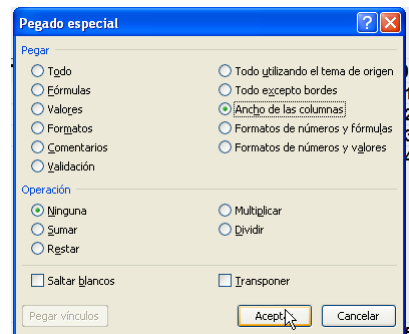 Pegado especial
Pegar
Todo
Fórmulas
Valores
Formatos
Comentarios
Validación
Todo utilizando el tema de origen
Todo excepto bordes
Ancho de las columnas
Formatos de números y fórmulas
Formatos de números y valores
Operación
Ninguna
Sumar
Restar
Multiplicar
Dividir
Saltar blancos
Transponer
Pegar vínculos
Aceptar
Cancelar